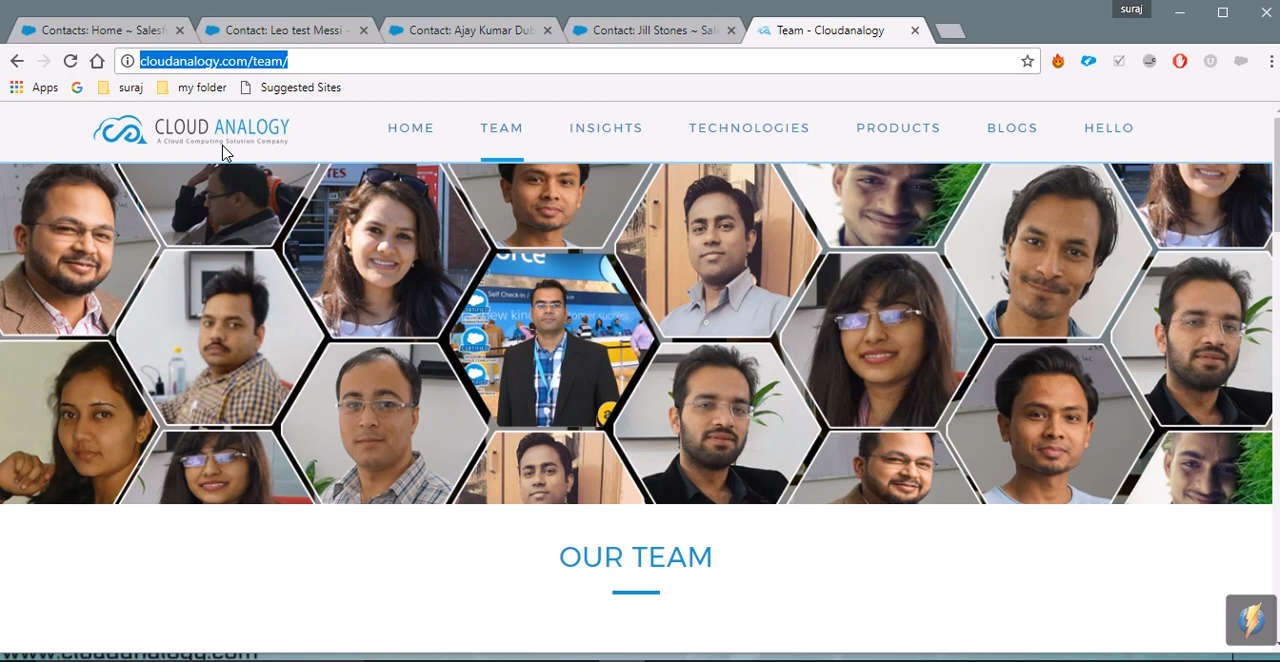 suraj
Contacts: Home ~ Salesf
Contact: Leo test Messi ~
Contact: Ajay Kumar Dub
Contact: Jill Stones ~ Sale
Team - Cloudanalogy
cloudanalogy.com/team/
Apps
suraj
my folder
Suggested Sites
CLOUD ANALOGY
A Cloud Computing Solution Company
HOME
TEAM
INSIGHTS
TECHNOLOGIES
PRODUCTS
BLOGS
HELLO
OUR TEAM
www.cloudanalogy.com